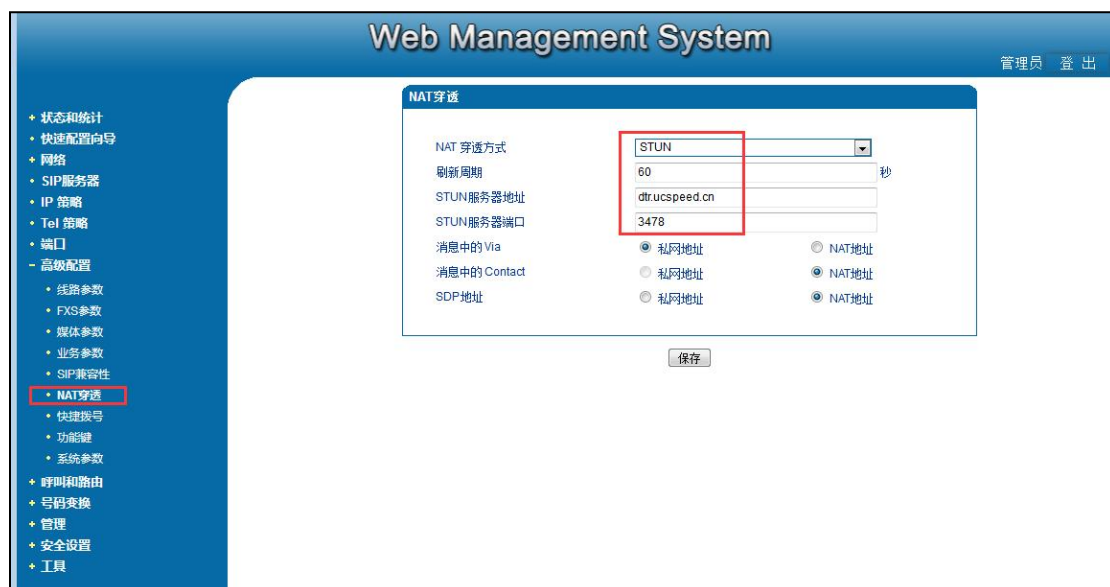 Web Management System
管理员 登 出
+ 状态和统计
• 快速配置向导
+ 网络
• SIP服务器
• IP 策略
• Tel 策略
• 端口
- 高级配置
• 线路参数
• FXS参数
• 媒体参数
• 业务参数
• SIP兼容性
• NAT穿透
• 快捷拨号
• 功能键
• 系统参数
+ 呼叫和路由
+ 号码变换
+ 管理
+ 安全设置
+ 工具
NAT穿透
NAT 穿透方式 STUN
刷新周期 60 秒
STUN服务器地址 dtr.ucspeed.cn
STUN服务器端口 3478
消息中的Via 私网地址 NAT地址
消息中的Contact 私网地址 NAT地址
SDP地址 私网地址 NAT地址
保存